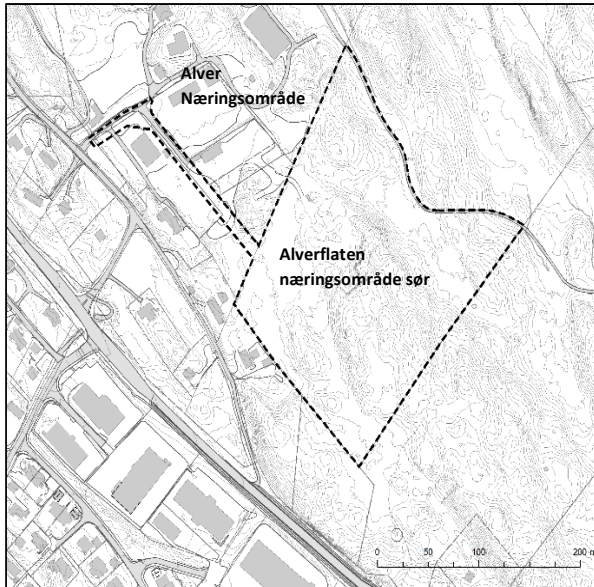 Alver
Næringsområde
Alverflaten
næringsområde sør
0 50 100 200 m